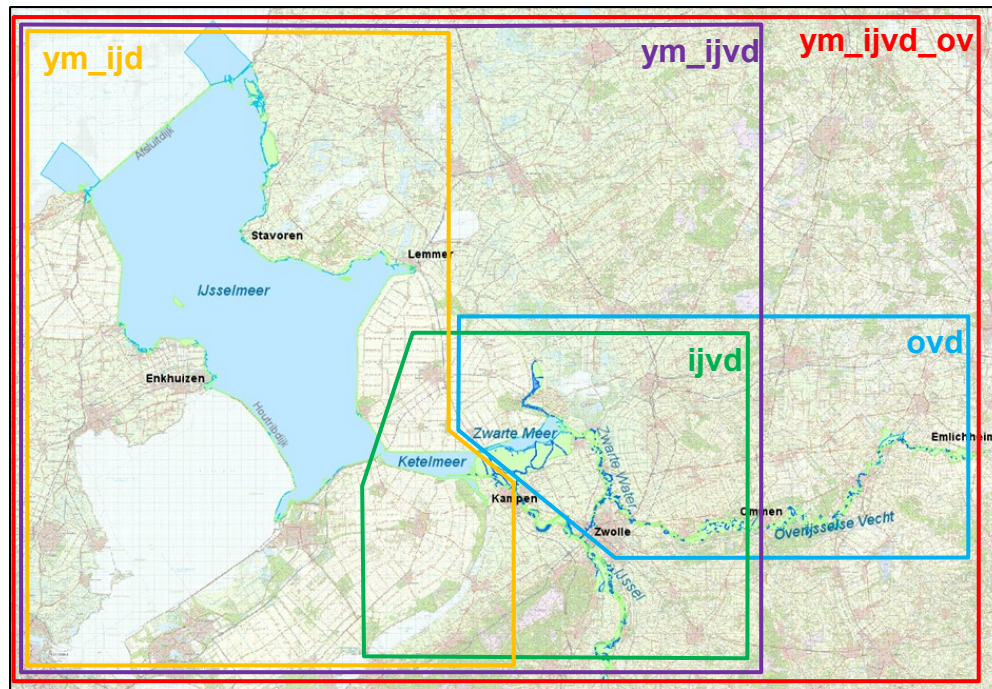 ym_ijd
ym_ijvd
ym_ijvd_ov
Afsluitdijk
Stavoren
Lemmer
IJsselmeer
ovd
ijvd
Enkhuizen
Houtribdijk
Zwarte Meer
Zwarte Water
Emlichheim
Ketelmeer
Kampen
Ommen
Overijsselse Vecht
Zwolle
IJssel